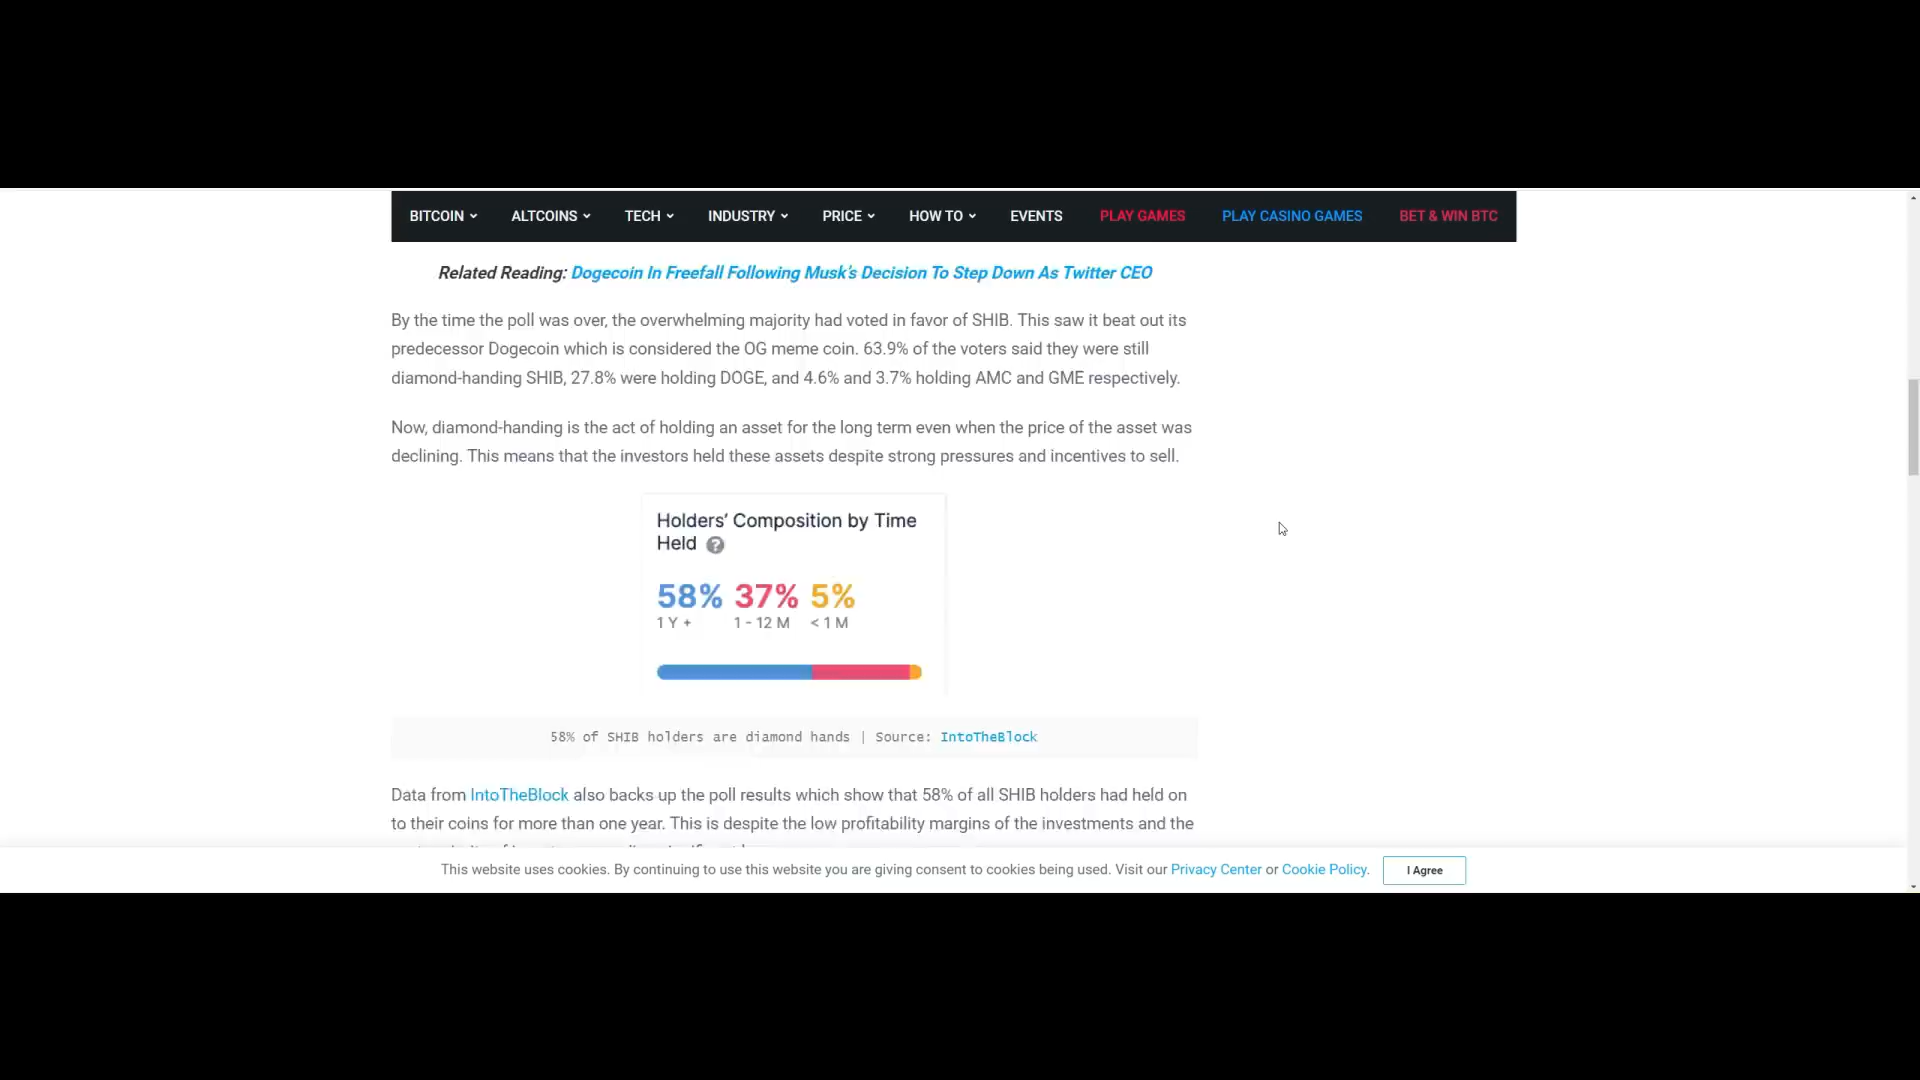 BITCOIN ALTCOINS TECH INDUSTRY PRICE HOW TO EVENTS PLAY GAMES PLAY CASINO GAMES BET & WIN BTC
Related Reading: Dogecoin In Freefall Following Musk's Decision To Step Down As Twitter CEO
By the time the poll was over, the overwhelming majority had voted in favor of SHIB. This saw it beat out its
predecessor Dogecoin which is considered the OG meme coin. 63.9% of the voters said they were still
diamond-handing SHIB, 27.8% were holding DOGE, and 4.6% and 3.7% holding AMC and GME respectively.
Now, diamond-handing is the act of holding an asset for the long term even when the price of the asset was
declining. This means that the investors held these assets despite strong pressures and incentives to sell.
Holders' Composition by Time
Held ?
58% 37% 5%
1 Y + 1 - 12 M < 1 M
58% of SHIB holders are diamond hands | Source: IntoTheBlock
Data from IntoTheBlock also backs up the poll results which show that 58% of all SHIB holders had held on
to their coins for more than one year. This is despite the low profitability margins of the investments and the
This website uses cookies. By continuing to use this website you are giving consent to cookies being used. Visit our Privacy Center or Cookie Policy. I Agree